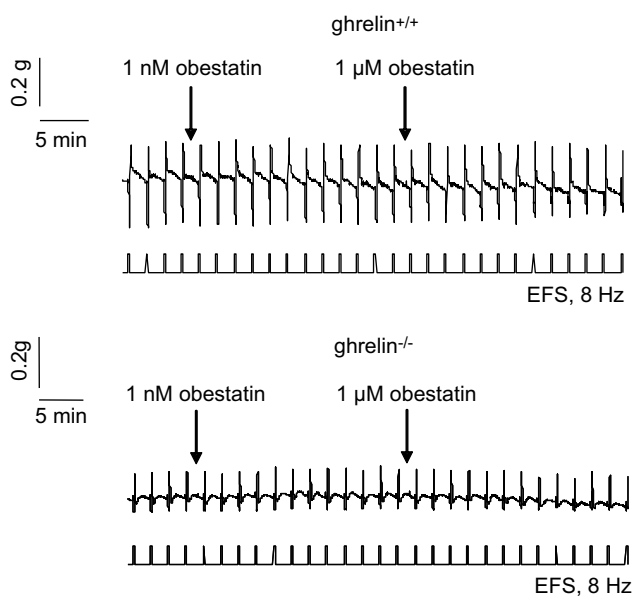 ghrelin+/+
0.2 g
1 nM obestatin
1 µM obestatin
5 min
EFS, 8 Hz
ghrelin-/-
0.2g
1 nM obestatin
1 µM obestatin
5 min
EFS, 8 Hz